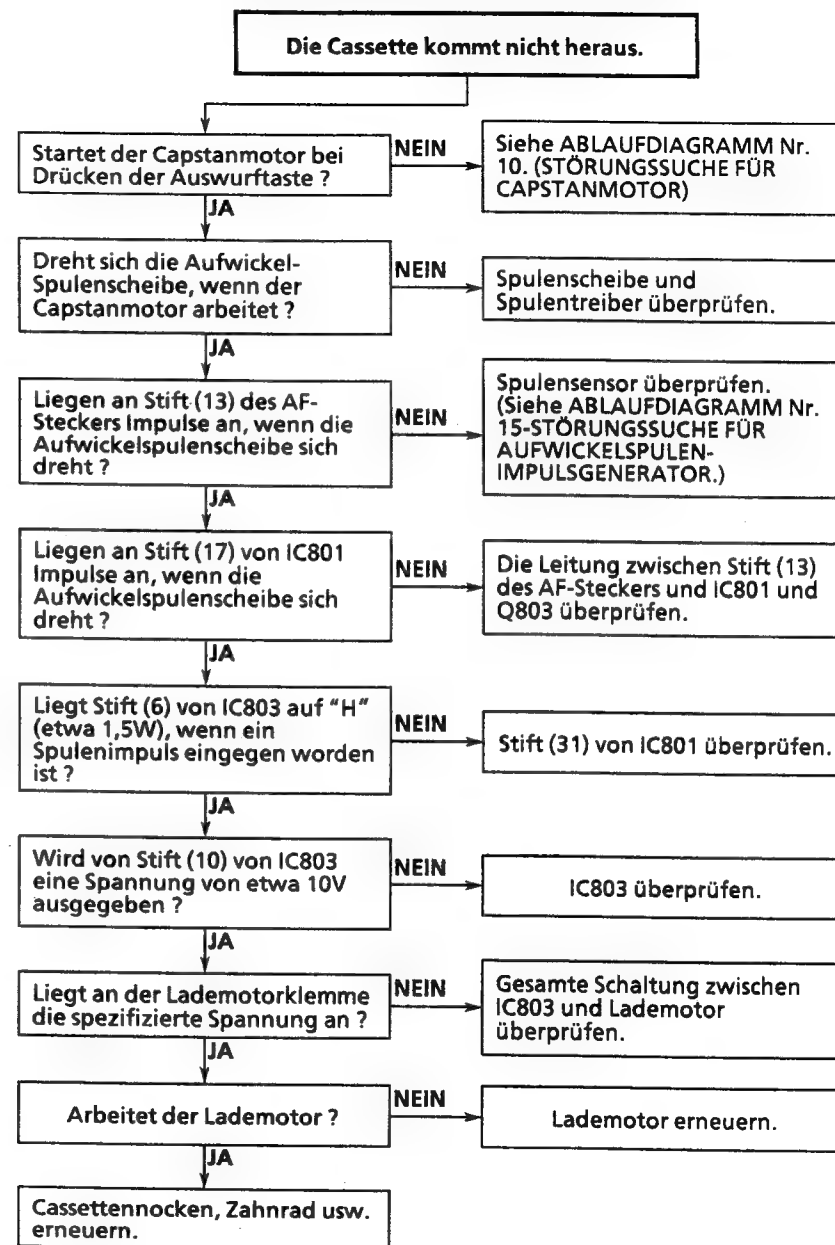 Die Cassette kommt nicht heraus.
Startet der Capstanmotor bei
Drücken der Auswurftaste ?
NEIN
Siehe ABLAUFDIAGRAMM Nr.
10. (STÖRUNGSSUCHE FÜR
CAPSTANMOTOR)
JA
Dreht sich die Aufwickel-
Spulenscheibe, wenn der
Capstanmotor arbeitet ?
NEIN
Spulenscheibe und
Spulentreiber überprüfen.
JA
Liegen an Stift (13) des AF-
Steckers Impulse an, wenn die
Aufwickelspulenscheibe sich
dreht ?
NEIN
Spulensensor überprüfen.
(Siehe ABLAUFDIAGRAMM Nr.
15-STÖRUNGSSUCHE FÜR
AUFWICKELSPULEN-
IMPULSGENERATOR.)
JA
Liegen an Stift (17) von IC801
Impulse an, wenn die
Aufwickelspulenscheibe sich
dreht ?
NEIN
Die Leitung zwischen Stift (13)
des AF-Steckers und IC801 und
Q803 überprüfen.
JA
Liegt Stift (6) von IC803 auf "H"
(etwa 1,5W), wenn ein
Spulenimpuls eingegen worden
ist ?
NEIN
Stift (31) von IC801 überprüfen.
JA
Wird von Stift (10) von IC803
eine Spannung von etwa 10V
ausgegeben ?
NEIN
IC803 überprüfen.
JA
Liegt an der Lademotorklemme
die spezifizierte Spannung an ?
NEIN
Gesamte Schaltung zwischen
IC803 und Lademotor
überprüfen.
JA
Arbeitet der Lademotor ?
NEIN
Lademotor erneuern.
JA
Cassettennocken, Zahnrad usw.
erneuern.